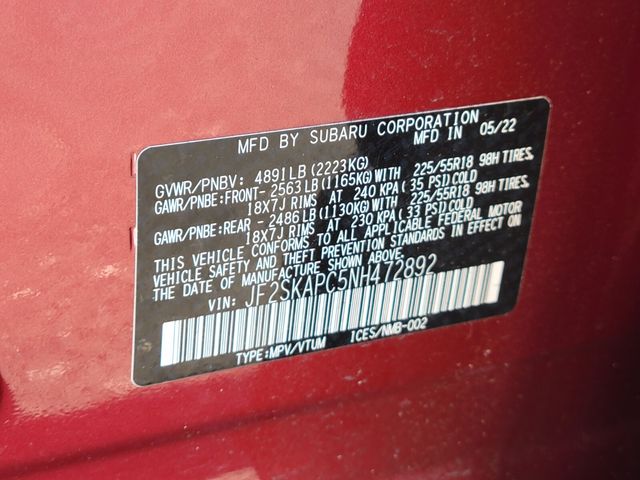 MFD BY SUBARU CORPORATION
MFD IN 05/22
GVWR/PNBV: 4891LB(2223KG)
GAWR/PNBE:FRONT- 2563LB(1165KG)WITH 225/55R18 98H TIRES,
18X7J RIMS AT 240 KPA(35 PSI)COLD
GAWR/PNBE:REAR - 2486LB(1130KG)WITH 225/55R18 98H TIRES,
18X7J RIMS AT 230 KPA(33 PSI)COLD
THIS VEHICLE CONFORMS TO ALL APPLICABLE FEDERAL MOTOR
VEHICLE SAFETY AND THEFT PREVENTION STANDARDS IN EFFECT ON
THE DATE OF MANUFACTURE SHOWN ABOVE.
VIN: JF2SKAPC5NH472892
TYPE:MPV/VTUM ICES/NMB-002